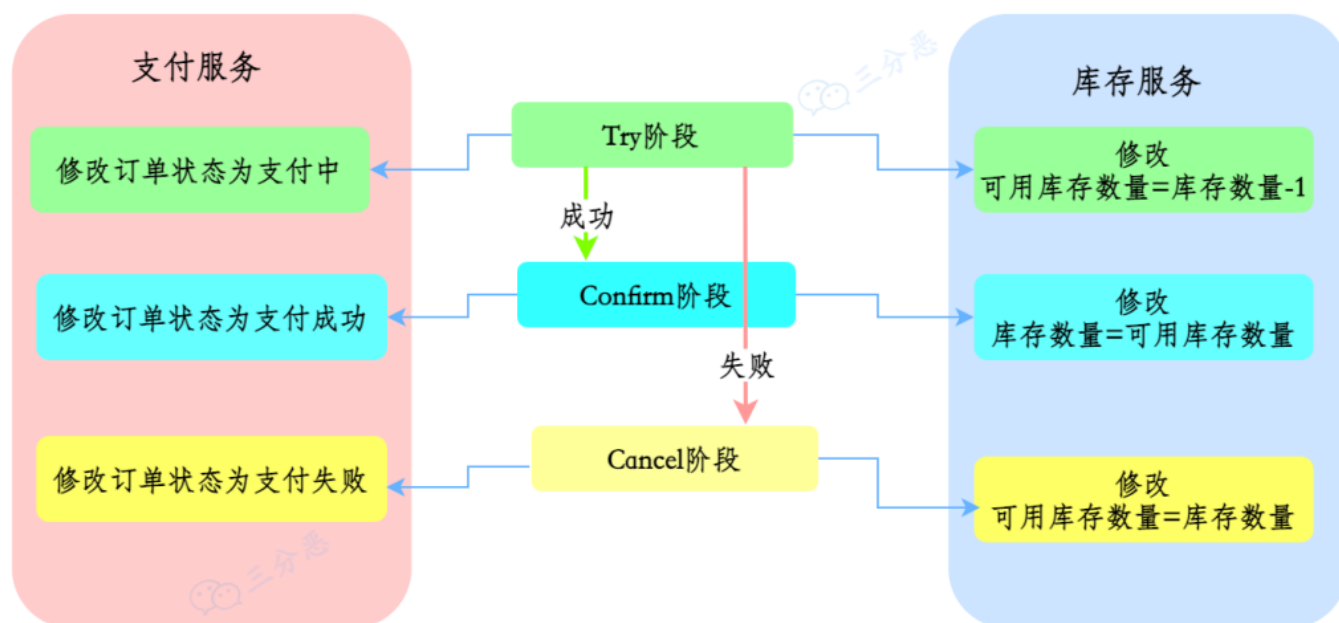 支付服务
修改订单状态为支付中
修改订单状态为支付成功
修改订单状态为支付失败
三分恶
Try阶段
成功
Confirm阶段
失败
Cancel阶段
三分恶
库存服务
修改
可用库存数量=库存数量-1
修改
库存数量=可用库存数量
修改
可用库存数量=库存数量